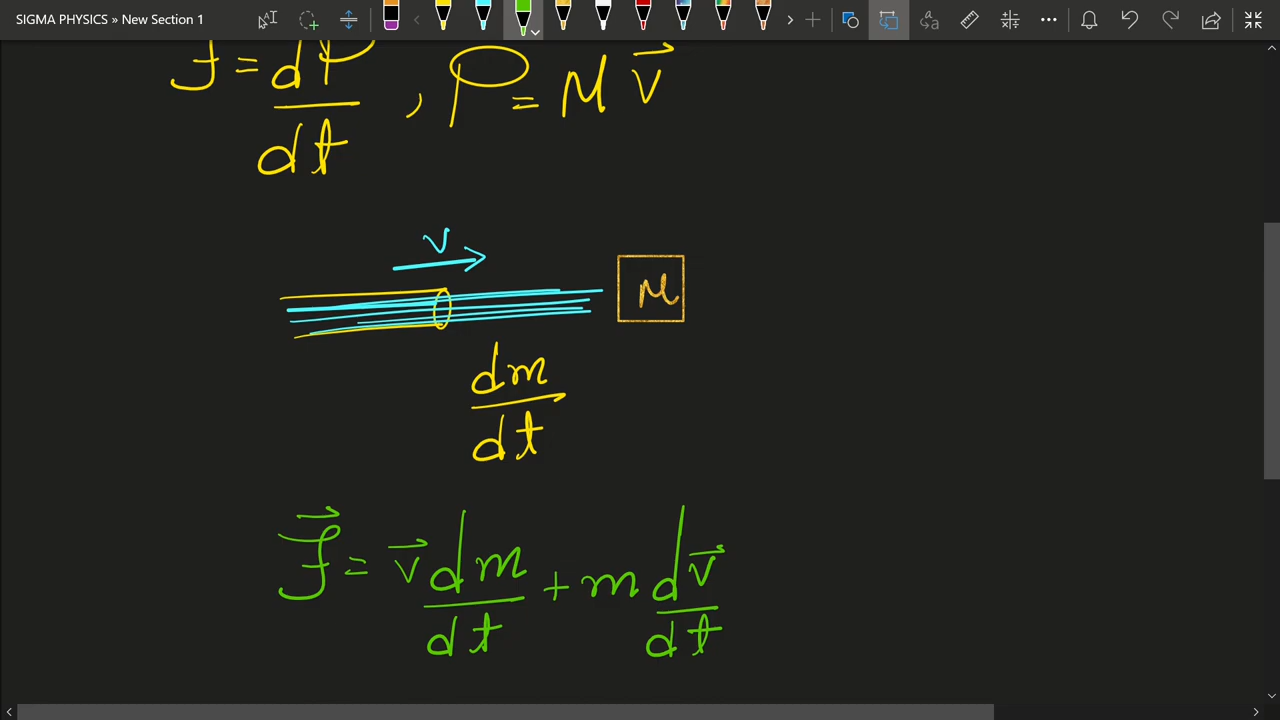 SIGMA PHYSICS » New Section 1
F = dP/dt , P = M v⃗
v
M
dm/dt
F⃗ = v⃗ dm/dt + m dv⃗/dt